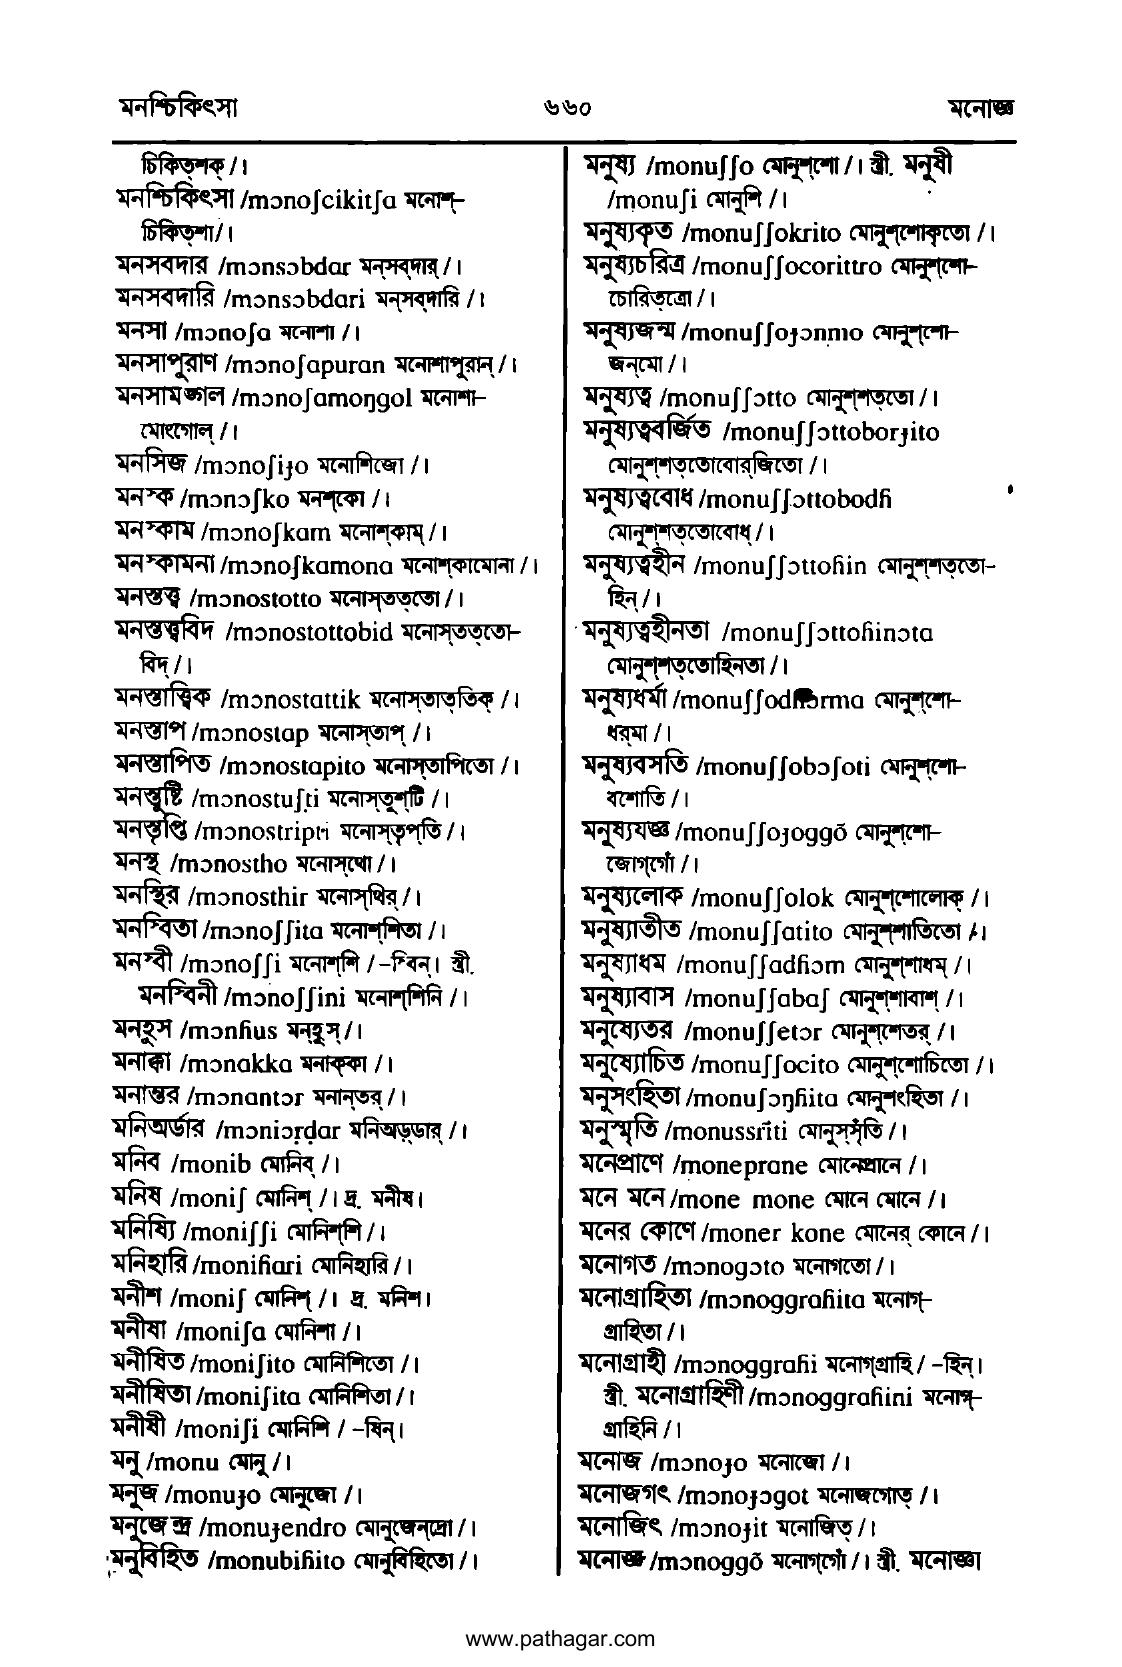 মনশ্চিকিৎসা ৬৬০ মনোজ্ঞ
চিকিত্‌শক্ /।
মনশ্চিকিৎসা /mɔnoʃcikitʃa মনোশ্‌-
চিকিত্‌শা/।
মনসবদার /mɔnsɔbdar মন্‌সব্‌দার্ /।
মনসবদারি /mɔnsɔbdari মন্‌সব্‌দারি /।
মনসা /mɔnoʃa মনোশা /।
মনসাপুরাণ /mɔnoʃapuran মনোশাপুরান্ /।
মনসামঙ্গল /mɔnoʃamoŋgol মনোশা-
মোংগোল্ /।
মনসিজ /mɔnoʃiɟo মনোশিজো /।
মনস্ক /mɔnɔʃko মনশ্‌কো /।
মনস্কাম /mɔnoʃkam মনোশ্‌কাম্ /।
মনস্কামনা /mɔnoʃkamona মনোশ্‌কামোনা /।
মনস্তত্ত্ব /mɔnostotto মনোস্‌তত্‌তো /।
মনস্তত্ত্ববিদ /mɔnostottobid মনোস্‌তত্‌তো-
বিদ্ /।
মনস্তাত্ত্বিক /mɔnostattik মনোস্‌তাত্‌তিক্ /।
মনস্তাপ /mɔnostap মনোস্‌তাপ্ /।
মনস্তাপিত /mɔnostapito মনোস্‌তাপিতো /।
মনস্তুষ্টি /mɔnostuʃṭi মনোস্‌তুশ্‌টি /।
মনস্তৃপ্তি /mɔnostripti মনোস্‌তৃপ্‌তি /।
মনস্থ /mɔnostho মনোস্‌থো /।
মনস্থির /mɔnosthir মনোস্‌থির্ /।
মনস্বিতা /mɔnoʃʃita মনোশ্‌শিতা /।
মনস্বী /mɔnoʃʃi মনোশ্‌শি / -স্বিন্। স্ত্রী.
মনস্বিনী /mɔnoʃʃini মনোশ্‌শিনি /।
মনহুস /mɔnɦus মন্‌হুস্ /।
মনাক্কা /mɔnakka মনাক্‌কা /।
মনান্তর /mɔnantɔr মনান্‌তর্ /।
মনিঅর্ডার /mɔniɔrḍar মনিঅড়্‌ডার্ /।
মনিব /monib মোনিব্ /।
মনিষ /moniʃ মোনিশ্ /। দ্র. মনীষ।
মনিষ্যি /moniʃʃi মোনিশ্‌শি /।
মনিহারি /moniɦari মোনিহারি /।
মনীশ /moniʃ মোনিশ্ /। দ্র. মনিশ।
মনীষা /moniʃa মোনিশা /।
মনীষিত /moniʃito মোনিশিতো /।
মনীষিতা /moniʃita মোনিশিতা /।
মনীষী /moniʃi মোনিশি / -ষিন্।
মনু /monu মোনু /।
মনুজ /monuɟo মোনুজো /।
মনুজেন্দ্র /monuɟendro মোনুজেন্‌দ্রো /।
মনুবিহিত /monubiɦito মোনুবিহিতো /।
মনুষ্য /monuʃʃo মোনুশ্‌শো /। স্ত্রী. মনুষী
/monuʃi মোনুশি /।
মনুষ্যকৃত /monuʃʃokrito মোনুশ্‌শোকৃতো /।
মনুষ্যচরিত্র /monuʃʃocorittro মোনুশ্‌শো-
চোরিত্‌ত্রো /।
মনুষ্যজন্ম /monuʃʃoɟɔnmo মোনুশ্‌শো-
জন্‌মো /।
মনুষ্যত্ব /monuʃʃɔtto মোনুশ্‌শত্‌তো /।
মনুষ্যত্ববর্জিত /monuʃʃɔttoborɟito
মোনুশ্‌শত্‌তোবোর্‌জিতো /।
মনুষ্যত্ববোধ /monuʃʃɔttobodɦ
মোনুশ্‌শত্‌তোবোধ্ /।
মনুষ্যত্বহীন /monuʃʃɔttoɦin মোনুশ্‌শত্‌তো-
হিন্ /।
মনুষ্যত্বহীনতা /monuʃʃɔttoɦinɔta
মোনুশ্‌শত্‌তোহিনতা /।
মনুষ্যধর্মা /monuʃʃodɦɔrma মোনুশ্‌শো-
ধর্‌মা /।
মনুষ্যবসতি /monuʃʃobɔʃoti মোনুশ্‌শো-
বশোতি /।
মনুষ্যযজ্ঞ /monuʃʃoɟoggõ মোনুশ্‌শো-
জোগ্‌গোঁ /।
মনুষ্যলোক /monuʃʃolok মোনুশ্‌শোলোক্ /।
মনুষ্যাতীত /monuʃʃatito মোনুশ্‌শাতিতো /।
মনুষ্যাধম /monuʃʃadɦɔm মোনুশ্‌শাধম্ /।
মনুষ্যাবাস /monuʃʃabaʃ মোনুশ্‌শাবাশ্ /।
মনুষ্যেতর /monuʃʃetɔr মোনুশ্‌শেতর্ /।
মনুষ্যোচিত /monuʃʃocito মোনুশ্‌শোচিতো /।
মনুসংহিতা /monuʃɔŋɦita মোনুশংহিতা /।
মনুস্মৃতি /monussrĩti মোনুস্‌সৃঁতি /।
মনেপ্রাণে /moneprane মোনেপ্রানে /।
মনে মনে /mone mone মোনে মোনে /।
মনের কোণে /moner kone মোনের্ কোনে /।
মনোগত /mɔnogɔto মনোগতো /।
মনোগ্রাহিতা /mɔnoggraɦita মনোগ্‌-
গ্রাহিতা /।
মনোগ্রাহী /mɔnoggraɦi মনোগ্‌গ্রাহি / -হিন্।
স্ত্রী. মনোগ্রাহিণী /mɔnoggraɦini মনোগ্‌-
গ্রাহিনি /।
মনোজ /mɔnoɟo মনোজো /।
মনোজগৎ /mɔnoɟɔgot মনোজগোত্ /।
মনোজিৎ /mɔnoɟit মনোজিত্ /।
মনোজ্ঞ /mɔnoggõ মনোগ্‌গোঁ /। স্ত্রী. মনোজ্ঞা
www.pathagar.com